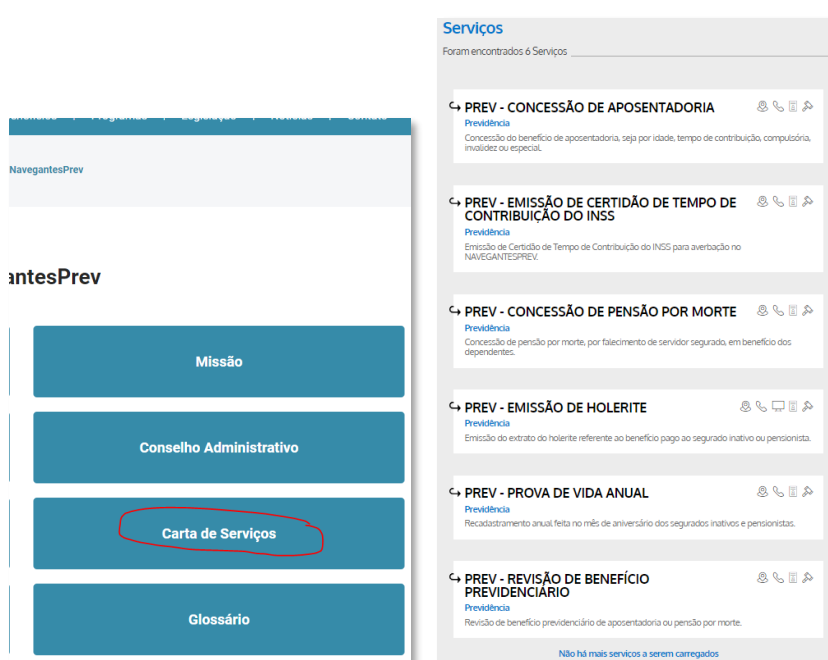 NavegantesPrev
antesPrev
Missão
Conselho Administrativo
Carta de Serviços
Glossário
Serviços
Foram encontrados 6 Serviços
PREV - CONCESSÃO DE APOSENTADORIA
Previdência
Concessão do benefício de aposentadoria, seja por idade, tempo de contribuição, compulsória,
invalidez ou especial.
PREV - EMISSÃO DE CERTIDÃO DE TEMPO DE
CONTRIBUIÇÃO DO INSS
Previdência
Emissão de Certidão de Tempo de Contribuição do INSS para averbação no
NAVEGANTESPREV.
PREV - CONCESSÃO DE PENSÃO POR MORTE
Previdência
Concessão de pensão por morte, por falecimento de servidor segurado, em benefício dos
dependentes.
PREV - EMISSÃO DE HOLERITE
Previdência
Emissão do extrato do holerite referente ao benefício pago ao segurado inativo ou pensionista.
PREV - PROVA DE VIDA ANUAL
Previdência
Recadastramento anual feita no mês de aniversário dos segurados inativos e pensionistas.
PREV - REVISÃO DE BENEFÍCIO
PREVIDENCIÁRIO
Previdência
Revisão de benefício previdenciário de aposentadoria ou pensão por morte.
Não há mais serviços a serem carregados